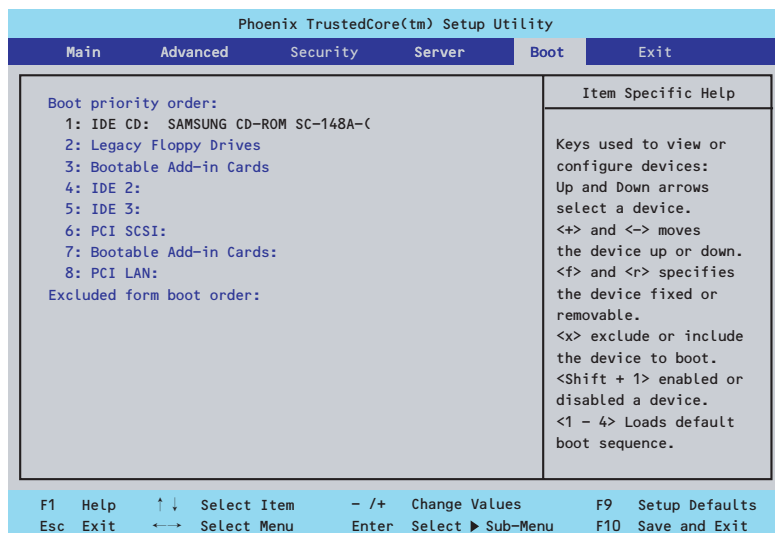 Phoenix TrustedCore(tm) Setup Utility
Main Advanced Security Server Boot Exit
Boot priority order:
1: IDE CD: SAMSUNG CD-ROM SC-148A-(
2: Legacy Floppy Drives
3: Bootable Add-in Cards
4: IDE 2:
5: IDE 3:
6: PCI SCSI:
7: Bootable Add-in Cards:
8: PCI LAN:
Excluded form boot order:
Item Specific Help
Keys used to view or
configure devices:
Up and Down arrows
select a device.
<+> and <-> moves
the device up or down.
<f> and <r> specifies
the device fixed or
removable.
<x> exclude or include
the device to boot.
<Shift + 1> enabled or
disabled a device.
<1 - 4> Loads default
boot sequence.
F1 Help ↑↓ Select Item - /+ Change Values F9 Setup Defaults
Esc Exit ←→ Select Menu Enter Select ▶ Sub-Menu F10 Save and Exit